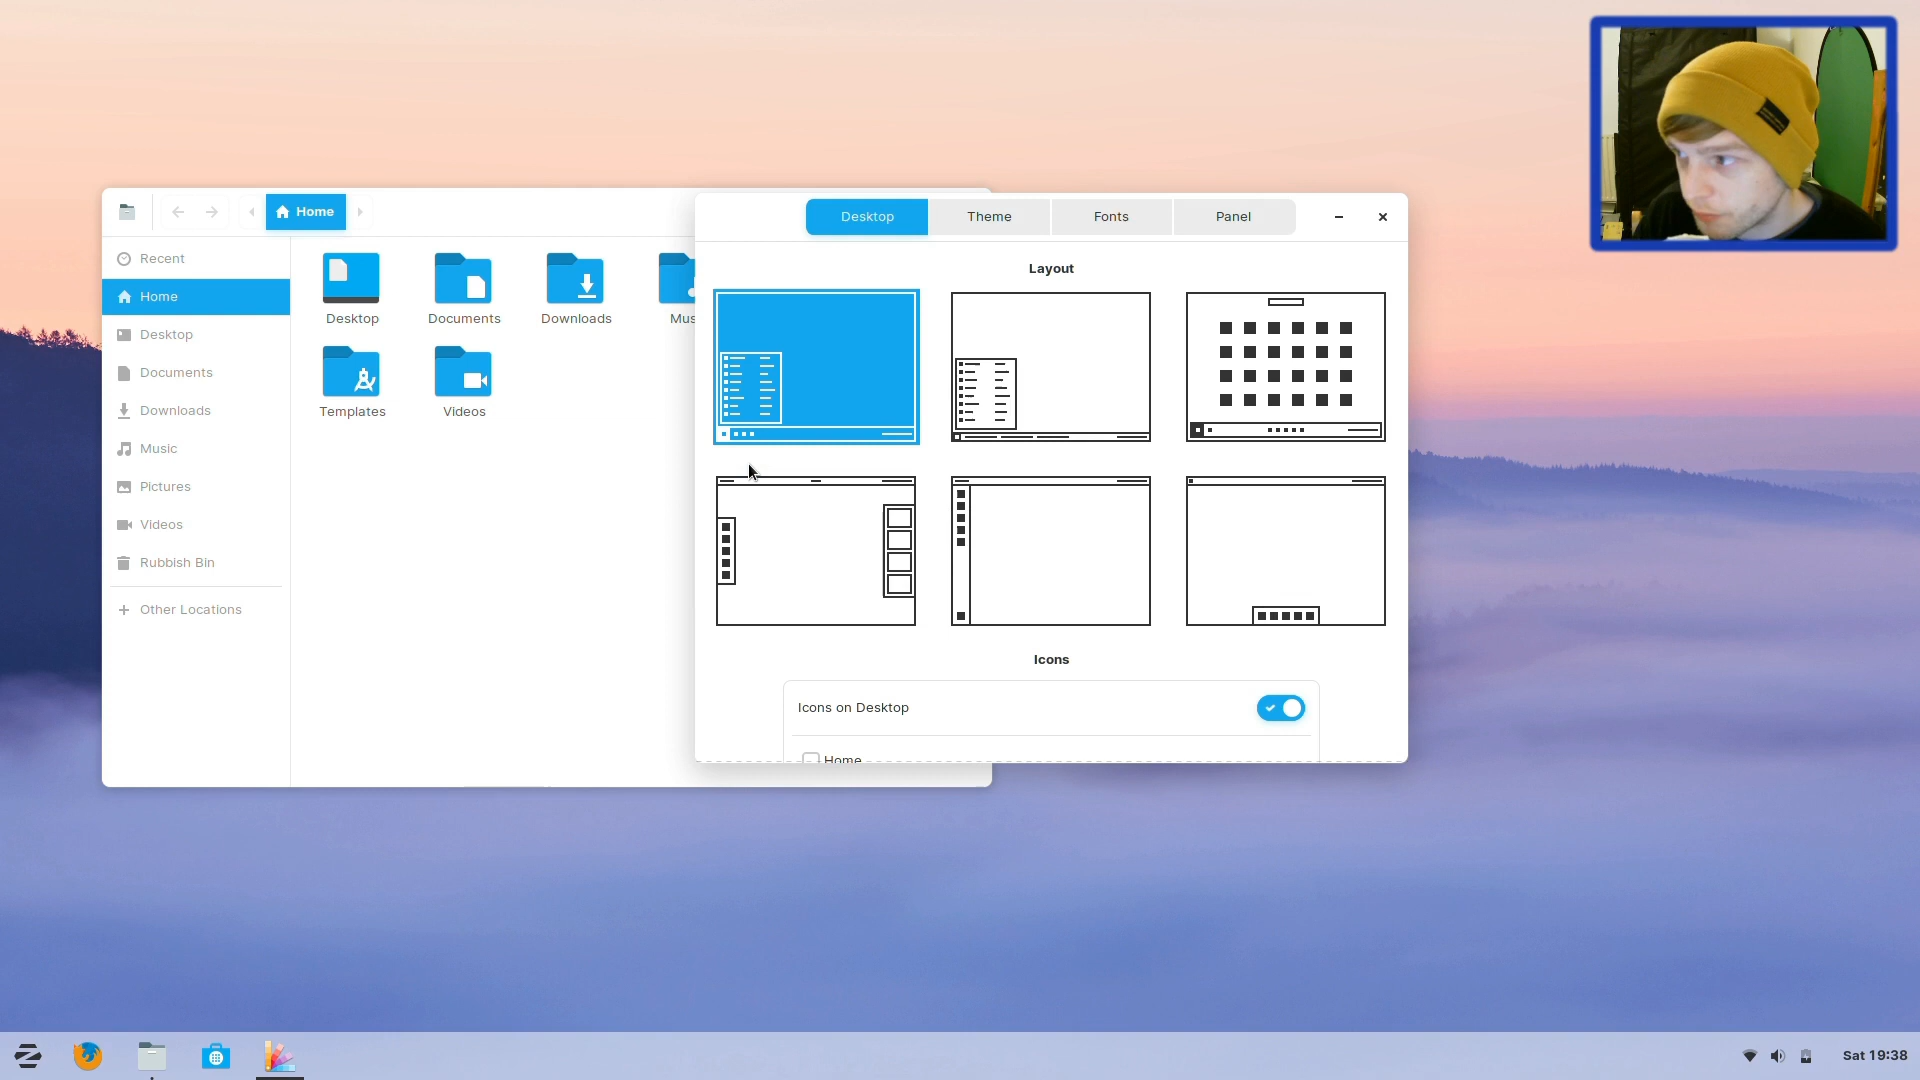 Home
Recent
Home
Desktop
Documents
Downloads
Music
Pictures
Videos
Rubbish Bin
Other Locations
Desktop
Documents
Downloads
Mus
Templates
Videos
Desktop
Theme
Fonts
Panel
Layout
Icons
Icons on Desktop
Home
Sat 19:38